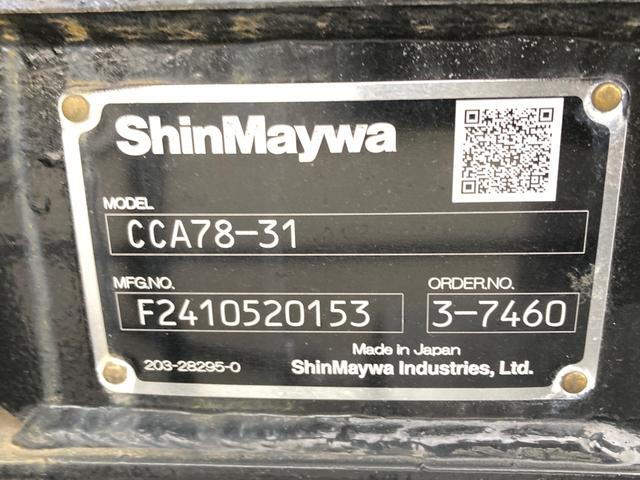 ShinMaywa
MODEL
CCA78-31
MFG.NO.
F2410520153
ORDER.NO.
3-7460
Made in Japan
203-28295-0
ShinMaywa Industries, Ltd.